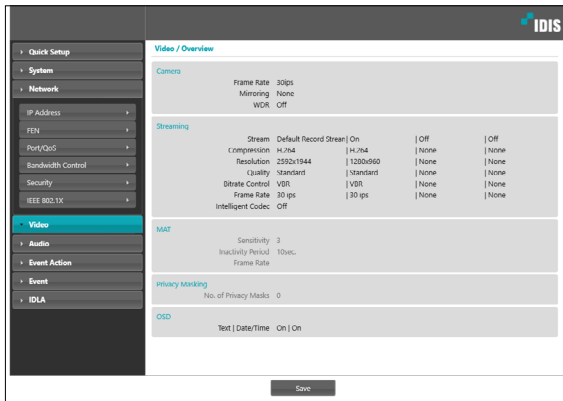 IDIS
Quick Setup
System
Network
IP Address
FEN
Port/QoS
Bandwidth Control
Security
IEEE 802.1X
Video
Audio
Event Action
Event
IDLA
Video / Overview
Camera
Frame Rate 30ips
Mirroring None
WDR Off
Streaming
Stream Default Record Strean| On | Off | Off
Compression H.264 | H.264 | None | None
Resolution 2592x1944 | 1280x960 | None | None
Quality Standard | Standard | None | None
Bitrate Control VBR | VBR | None | None
Frame Rate 30 ips | 30 ips | None | None
Intelligent Codec Off
MAT
Sensitivity 3
Inactivity Period 10sec.
Frame Rate
Privacy Masking
No. of Privacy Masks 0
OSD
Text | Date/Time On | On
Save